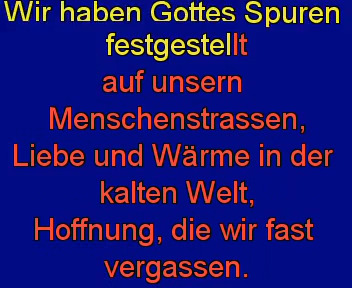 Wir haben Gottes Spuren
festgestellt
auf unsern
Menschenstrassen,
Liebe und Wärme in der
kalten Welt,
Hoffnung, die wir fast
vergassen.